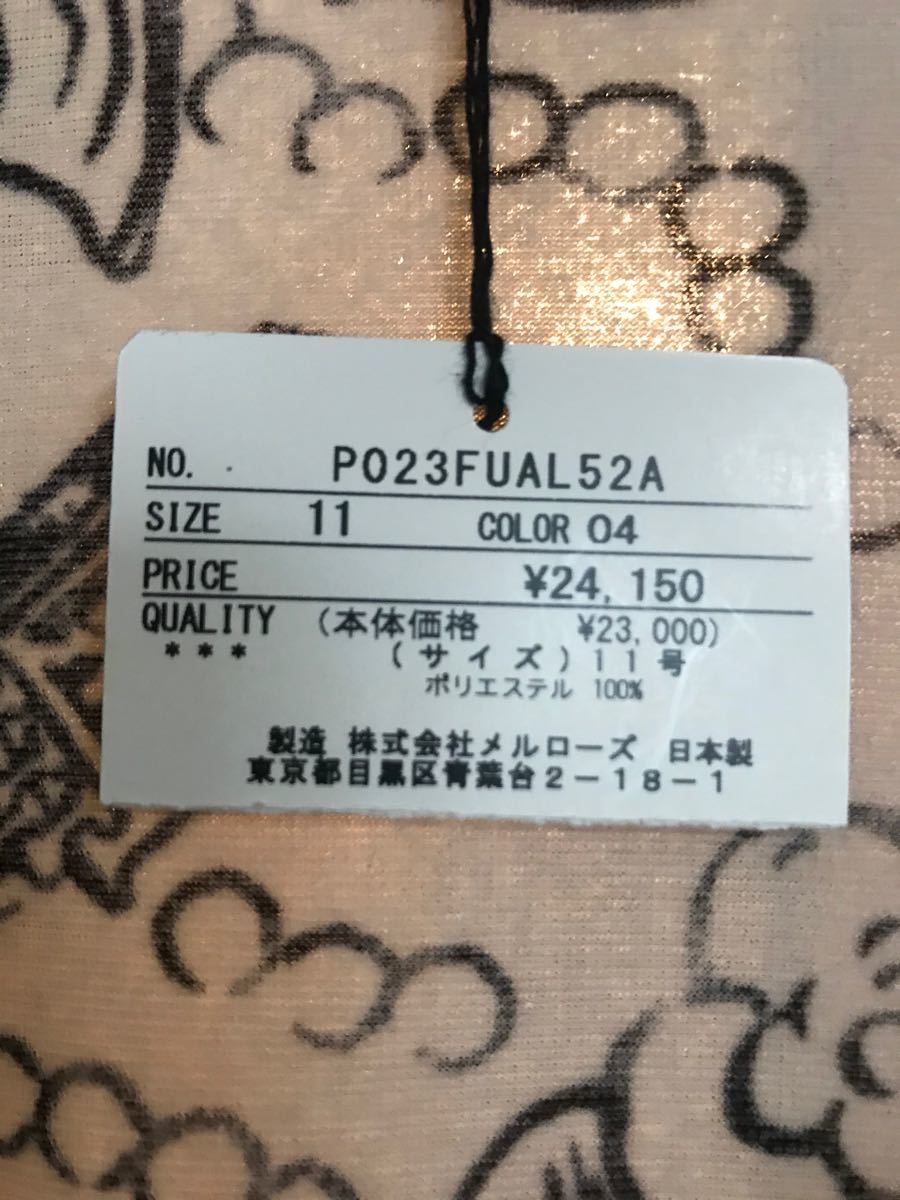 NO. PO23FUAL52A
SIZE 11 COLOR 04
PRICE ¥24,150
QUALITY (本体価格 ¥23,000)
*** (サイズ)11号
ポリエステル 100%
製造 株式会社メルローズ 日本製
東京都目黒区青葉台2-18-1